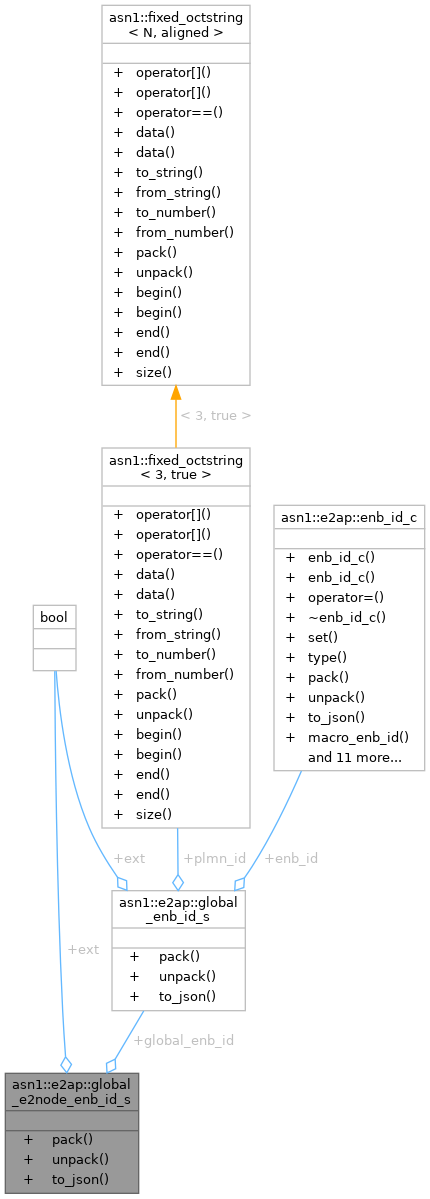 asn1::fixed_octstring
< N, aligned >
+ operator[]()
+ operator[]()
+ operator==()
+ data()
+ data()
+ to_string()
+ from_string()
+ to_number()
+ from_number()
+ pack()
+ unpack()
+ begin()
+ begin()
+ end()
+ end()
+ size()
< 3, true >
asn1::fixed_octstring
< 3, true >
+ operator[]()
+ operator[]()
+ operator==()
+ data()
+ data()
+ to_string()
+ from_string()
+ to_number()
+ from_number()
+ pack()
+ unpack()
+ begin()
+ begin()
+ end()
+ end()
+ size()
asn1::e2ap::enb_id_c
+ enb_id_c()
+ enb_id_c()
+ operator=()
+ ~enb_id_c()
+ set()
+ type()
+ pack()
+ unpack()
+ to_json()
+ macro_enb_id()
and 11 more...
bool
+ext
+plmn_id
+enb_id
asn1::e2ap::global
_enb_id_s
+ pack()
+ unpack()
+ to_json()
+ext
+global_enb_id
asn1::e2ap::global
_e2node_enb_id_s
+ pack()
+ unpack()
+ to_json()